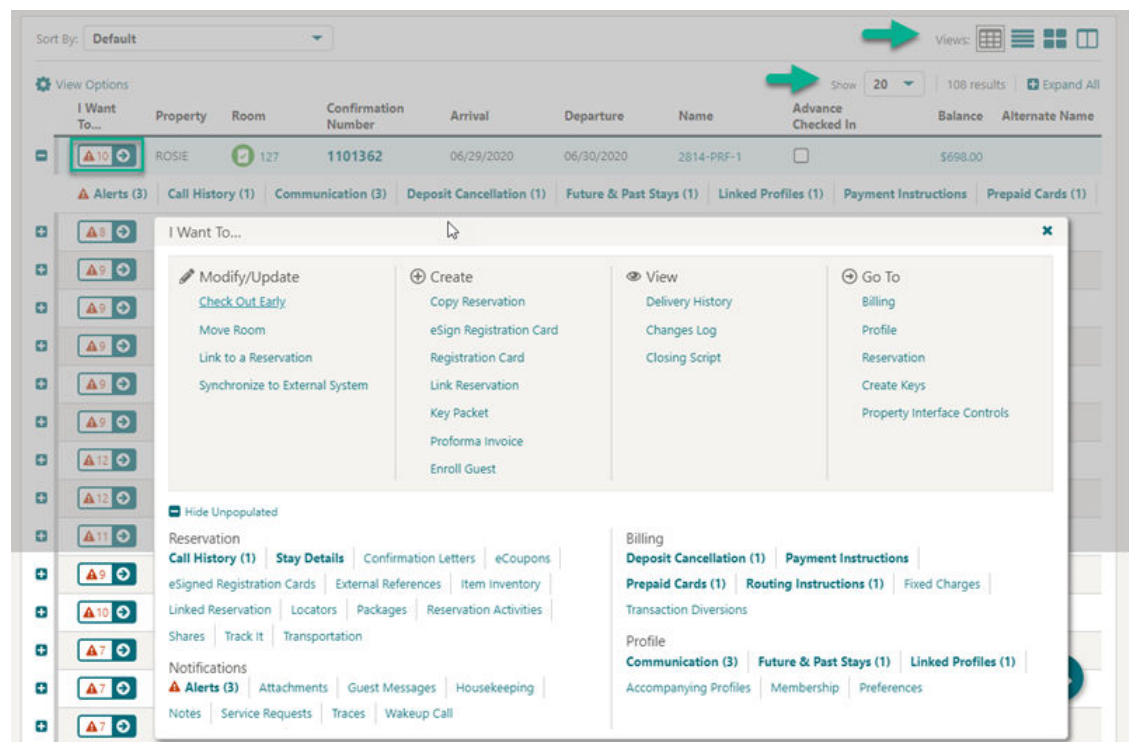 Sort By: Default
Views:
View Options
Show 20 108 results Expand All
I Want To... Property Room Confirmation Number Arrival Departure Name Advance Checked In Balance Alternate Name
10 ROSIE 127 1101362 06/29/2020 06/30/2020 2814-PRF-1 $698.00
Alerts (3) Call History (1) Communication (3) Deposit Cancellation (1) Future & Past Stays (1) Linked Profiles (1) Payment Instructions Prepaid Cards (1)
8
9
9
9
9
9
12
12
11
9
10
7
7
7
I Want To...
Modify/Update
Check Out Early
Move Room
Link to a Reservation
Synchronize to External System
Create
Copy Reservation
eSign Registration Card
Registration Card
Link Reservation
Key Packet
Proforma Invoice
Enroll Guest
View
Delivery History
Changes Log
Closing Script
Go To
Billing
Profile
Reservation
Create Keys
Property Interface Controls
Hide Unpopulated
Reservation
Call History (1) Stay Details Confirmation Letters eCoupons
eSigned Registration Cards External References Item Inventory
Linked Reservation Locators Packages Reservation Activities
Shares Track It Transportation
Notifications
Alerts (3) Attachments Guest Messages Housekeeping
Notes Service Requests Traces Wakeup Call
Billing
Deposit Cancellation (1) Payment Instructions
Prepaid Cards (1) Routing Instructions (1) Fixed Charges
Transaction Diversions
Profile
Communication (3) Future & Past Stays (1) Linked Profiles (1)
Accompanying Profiles Membership Preferences